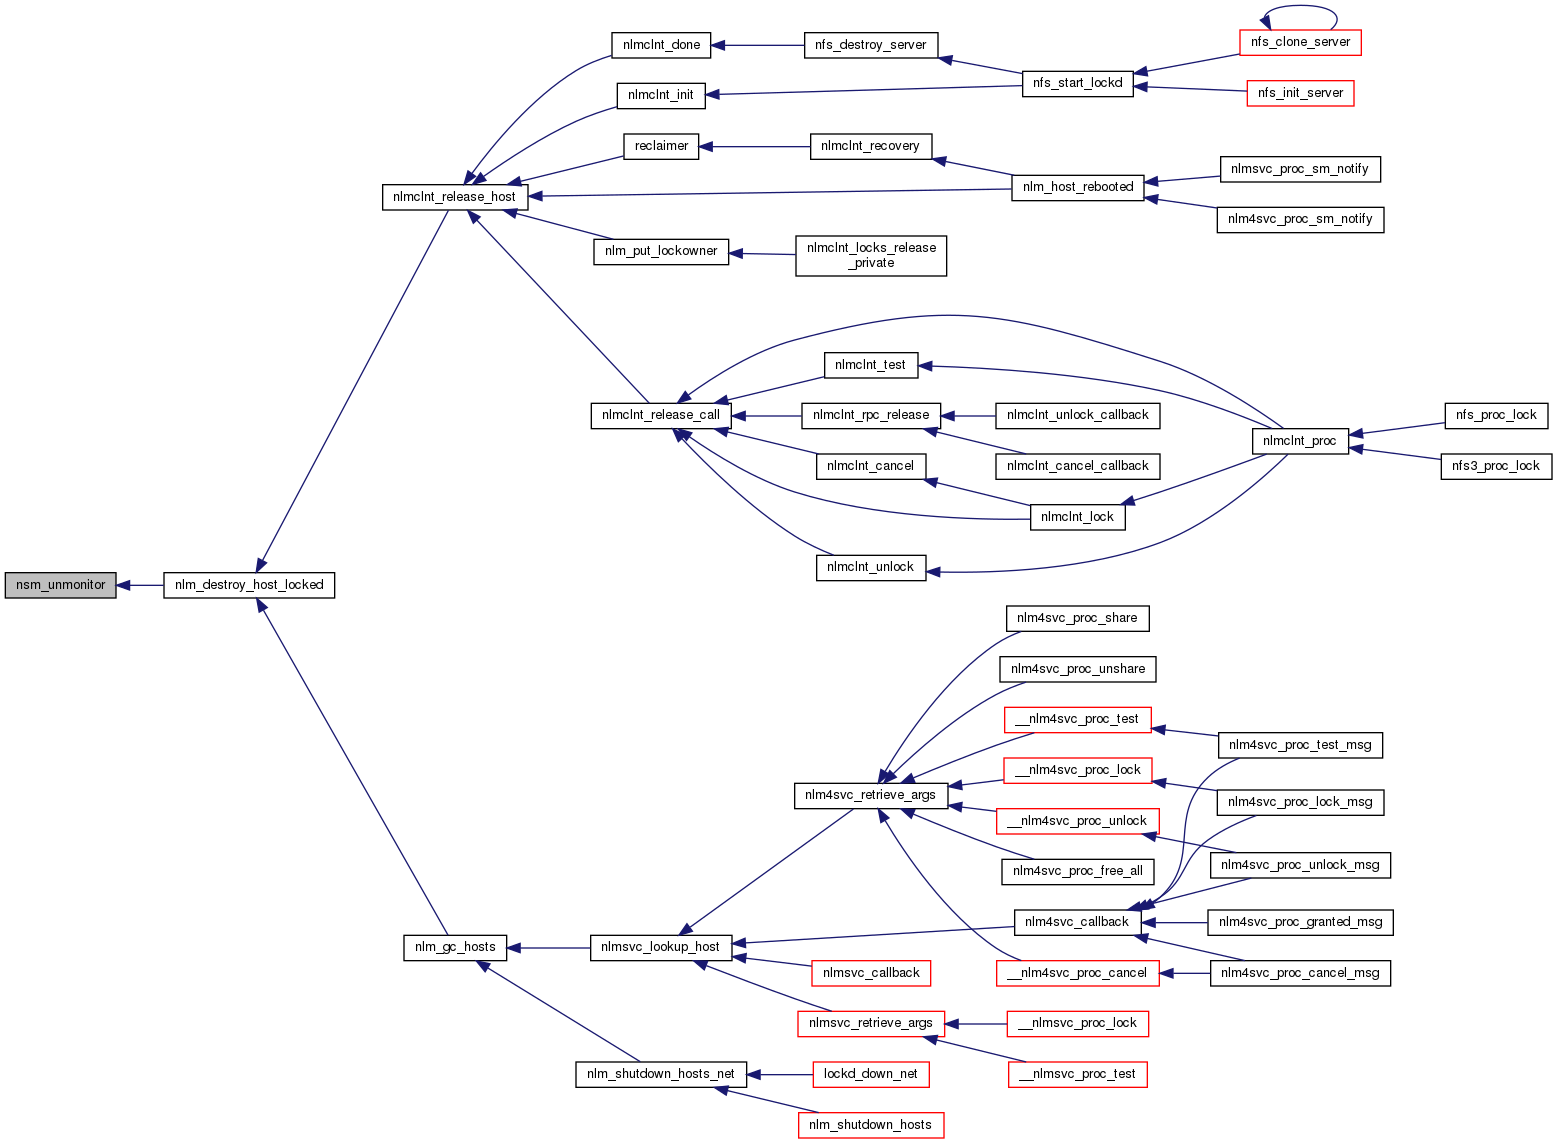 nlmclnt_done
nfs_destroy_server
nfs_clone_server
nfs_start_lockd
nlmclnt_init
nfs_init_server
reclaimer
nlmclnt_recovery
nlmsvc_proc_sm_notify
nlmclnt_release_host
nlm_host_rebooted
nlm4svc_proc_sm_notify
nlm_put_lockowner
nlmclnt_locks_release
_private
nlmclnt_test
nlmclnt_release_call
nlmclnt_rpc_release
nlmclnt_unlock_callback
nfs_proc_lock
nlmclnt_proc
nlmclnt_cancel
nlmclnt_cancel_callback
nfs3_proc_lock
nlmclnt_lock
nlmclnt_unlock
nsm_unmonitor
nlm_destroy_host_locked
nlm4svc_proc_share
nlm4svc_proc_unshare
__nlm4svc_proc_test
nlm4svc_proc_test_msg
__nlm4svc_proc_lock
nlm4svc_retrieve_args
nlm4svc_proc_lock_msg
__nlm4svc_proc_unlock
nlm4svc_proc_unlock_msg
nlm4svc_proc_free_all
nlm4svc_callback
nlm4svc_proc_granted_msg
nlm_gc_hosts
nlmsvc_lookup_host
nlmsvc_callback
__nlm4svc_proc_cancel
nlm4svc_proc_cancel_msg
nlmsvc_retrieve_args
__nlmsvc_proc_lock
nlm_shutdown_hosts_net
lockd_down_net
__nlmsvc_proc_test
nlm_shutdown_hosts